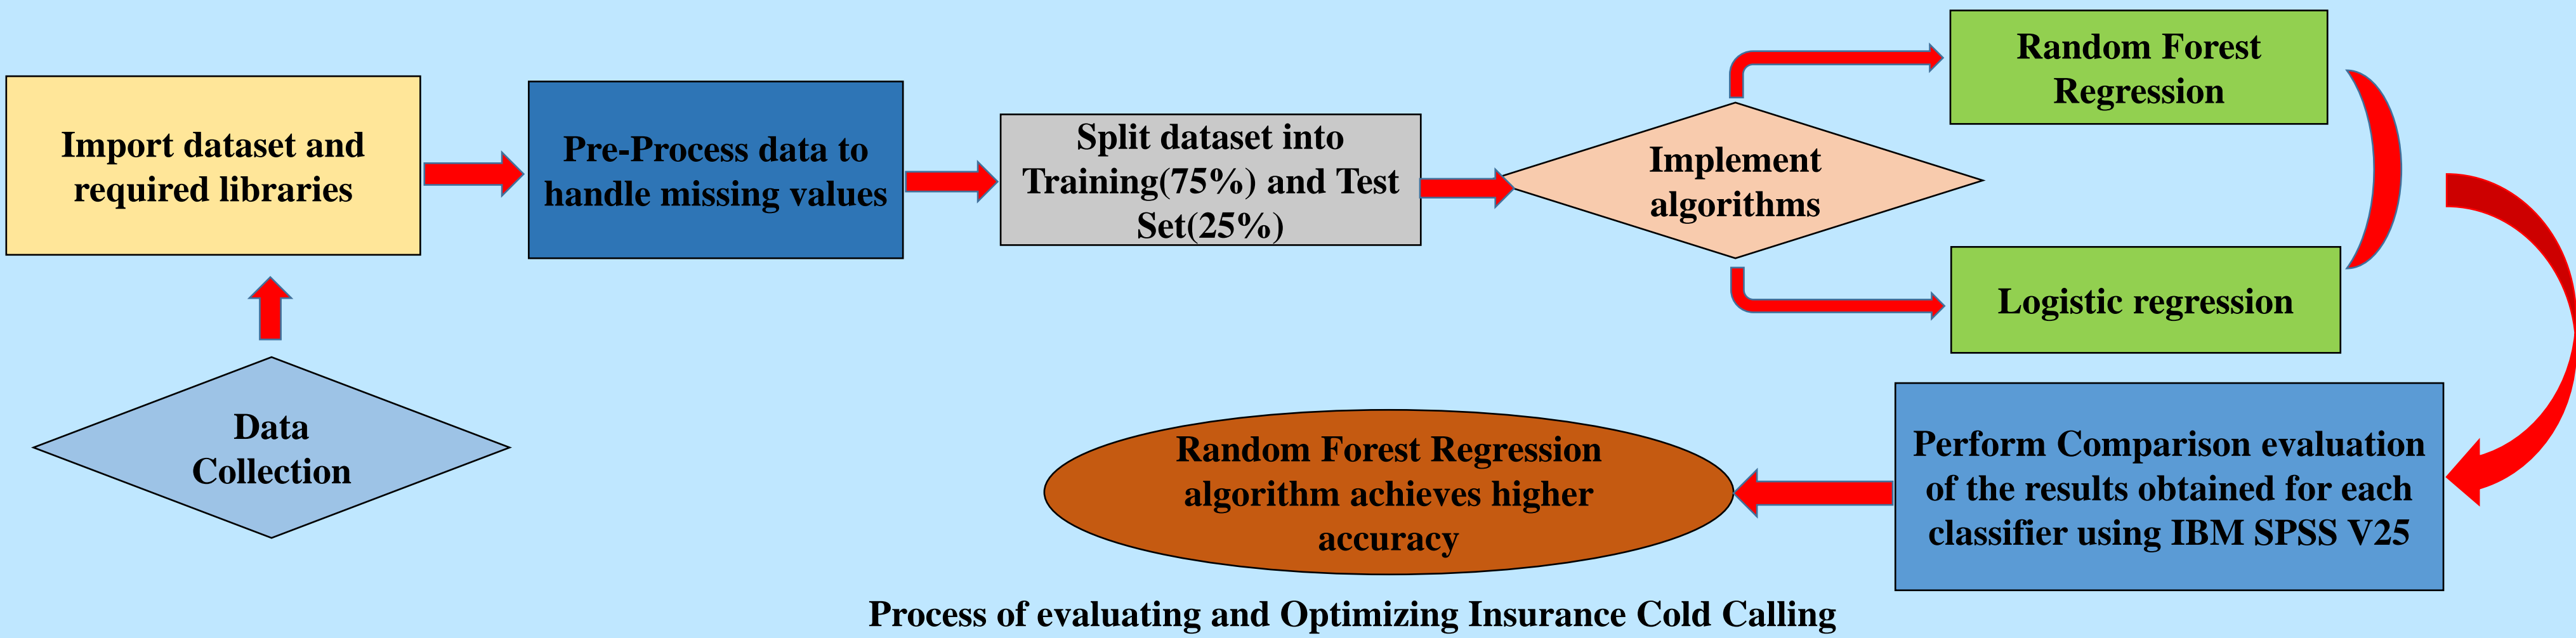 Import dataset and
required libraries
Pre-Process data to
handle missing values
Split dataset into
Training(75%) and Test
Set(25%)
Implement
algorithms
Random Forest
Regression
Logistic regression
Data
Collection
Random Forest Regression
algorithm achieves higher
accuracy
Perform Comparison evaluation
of the results obtained for each
classifier using IBM SPSS V25
Process of evaluating and Optimizing Insurance Cold Calling